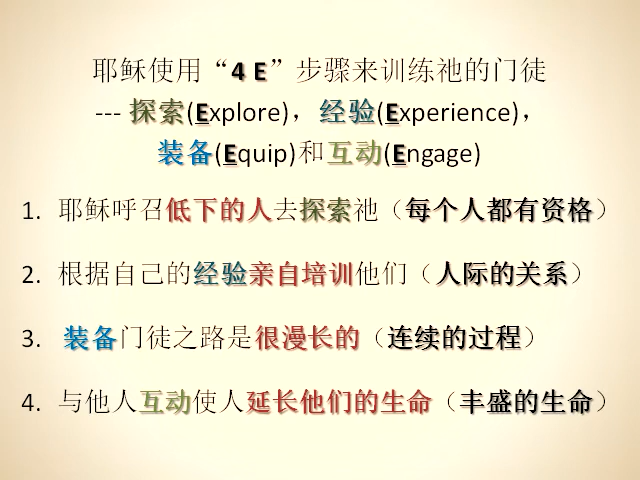 耶稣使用“4 E”步骤来训练祂的门徒
--- 探索(Explore)，经验(Experience)，
装备(Equip)和互动(Engage)
1. 耶稣呼召低下的人去探索祂（每个人都有资格）
2. 根据自己的经验亲自培训他们（人际的关系）
3. 装备门徒之路是很漫长的（连续的过程）
4. 与他人互动使人延长他们的生命（丰盛的生命）